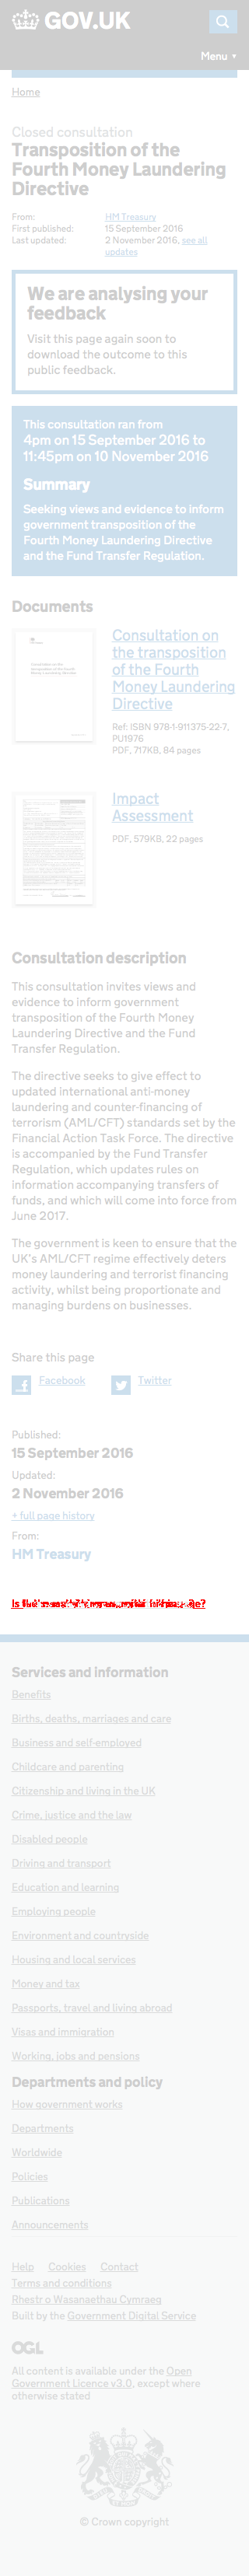 GOV.UK
Menu ▼
Home
Closed consultation
Transposition of the
Fourth Money Laundering
Directive
From: HM Treasury
First published: 15 September 2016
Last updated: 2 November 2016, see all
updates
We are analysing your
feedback
Visit this page again soon to
download the outcome to this
public feedback.
This consultation ran from
4pm on 15 September 2016 to
11:45pm on 10 November 2016
Summary
Seeking views and evidence to inform
government transposition of the
Fourth Money Laundering Directive
and the Fund Transfer Regulation.
Documents
Consultation on
the transposition
of the Fourth
Money Laundering
Directive
Ref: ISBN 978-1-911375-22-7,
PU1976
PDF, 717KB, 84 pages
Impact
Assessment
PDF, 579KB, 22 pages
Consultation description
This consultation invites views and
evidence to inform government
transposition of the Fourth Money
Laundering Directive and the Fund
Transfer Regulation.
The directive seeks to give effect to
updated international anti-money
laundering and counter-financing of
terrorism (AML/CFT) standards set by the
Financial Action Task Force. The directive
is accompanied by the Fund Transfer
Regulation, which updates rules on
information accompanying transfers of
funds, and which will come into force from
June 2017.
The government is keen to ensure that the
UK's AML/CFT regime effectively deters
money laundering and terrorist financing
activity, whilst being proportionate and
managing burdens on businesses.
Share this page
Facebook Twitter
Published:
15 September 2016
Updated:
2 November 2016
+ full page history
From:
HM Treasury
Services and information
Benefits
Births, deaths, marriages and care
Business and self-employed
Childcare and parenting
Citizenship and living in the UK
Crime, justice and the law
Disabled people
Driving and transport
Education and learning
Employing people
Environment and countryside
Housing and local services
Money and tax
Passports, travel and living abroad
Visas and immigration
Working, jobs and pensions
Departments and policy
How government works
Departments
Worldwide
Policies
Publications
Announcements
Help Cookies Contact
Terms and conditions
Rhestr o Wasanaethau Cymraeg
Built by the Government Digital Service
OGL
All content is available under the Open
Government Licence v3.0, except where
otherwise stated
© Crown copyright